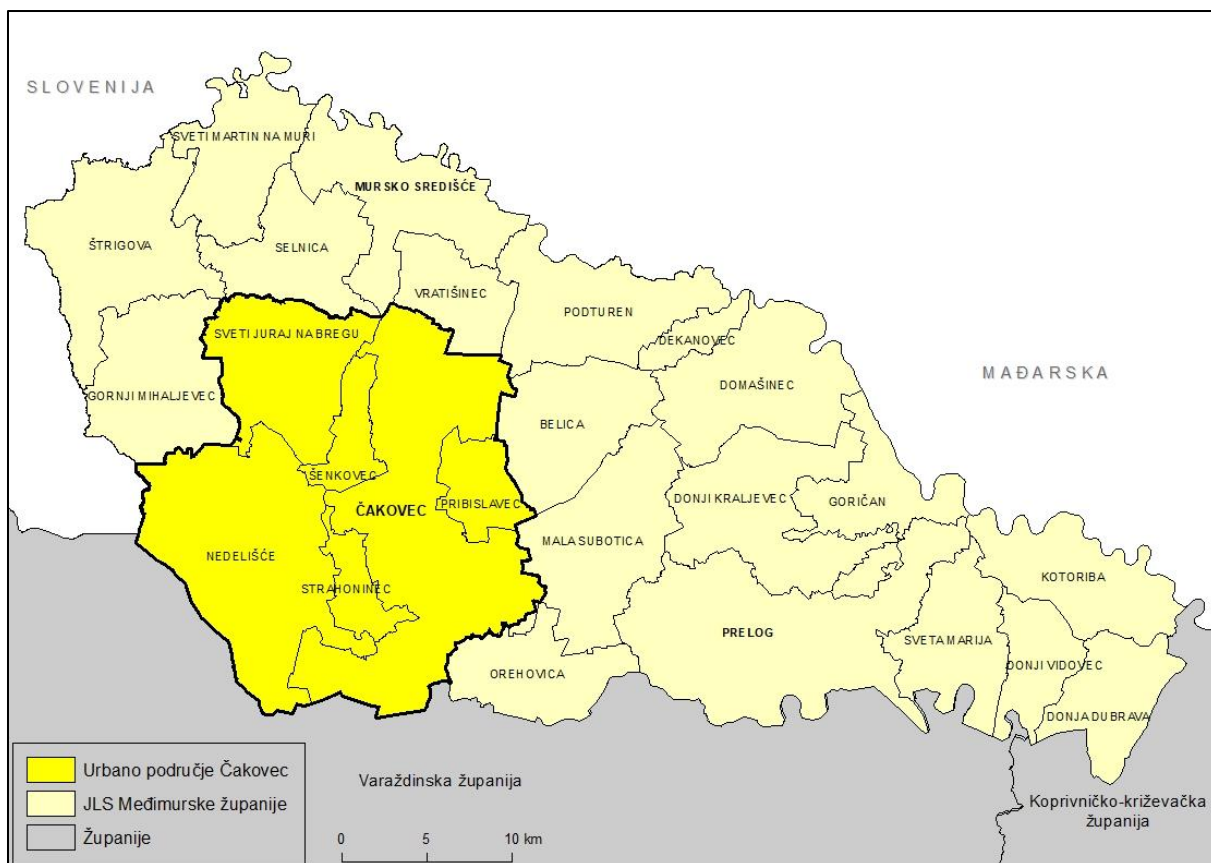 SLOVENIJA
SVETI MARTIN NA MURI
MURSKO SREDIŠĆE
ŠTRIGOVA
SELNICA
VRATIŠINEC
PODTUREN
SVETI JURAJ NA BREGU
DEKANOVEC
MAĐARSKA
DOMAŠINEC
GORNJI MIHALJEVEC
BELICA
ŠENKOVEC
DONJI KRALJEVEC
GORIČAN
ČAKOVEC
PRIBISLAVEC
NEDELIŠĆE
MALA SUBOTICA
STRAHONINEC
KOTORIBA
PRELOG
SVETA MARIJA
DONJI VIDOVEC
OREHOVICA
DONJA DUBRAVA
Urbano područje Čakovec
JLS Međimurske županije
Županije
Varaždinska županija
0 5 10 km
Koprivničko-križevačka
županija